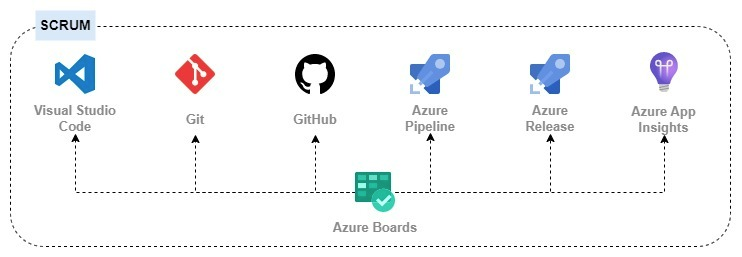 SCRUM
Visual Studio
Code
Git
GitHub
Azure
Pipeline
Azure
Release
Azure App
Insights
Azure Boards